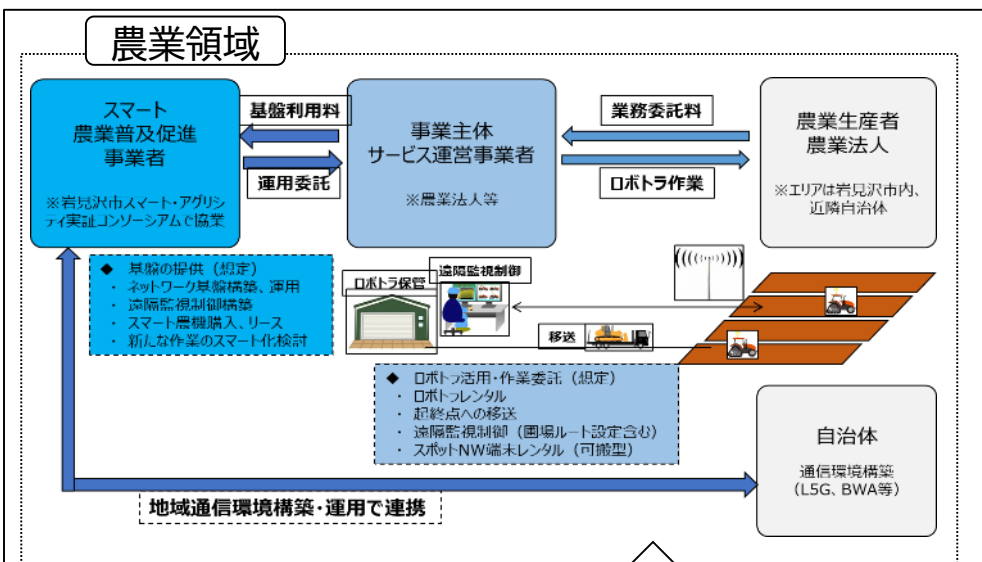 農業領域
スマート
農業普及促進
事業者
※岩見沢市スマート・アグリシ
ティ実証コンソーシアムで協業
基盤利用料
運用委託
事業主体
サービス運営事業者
※農業法人等
業務委託料
ロボトラ作業
農業生産者
農業法人
※エリアは岩見沢市内、
近隣自治体
◆ 基盤の提供（想定）
・ ネットワーク基盤構築、運用
・ 遠隔監視制御構築
・ スマート農機購入、リース
・ 新たな作業のスマート化検討
ロボトラ保管
遠隔監視制御
移送
◆ ロボトラ活用・作業委託（想定）
・ ロボトラレンタル
・ 起終点への移送
・ 遠隔監視制御（圃場ルート設定含む）
・ スポットNW端末レンタル（可搬型）
自治体
通信環境構築
（L5G、BWA等）
地域通信環境構築・運用で連携